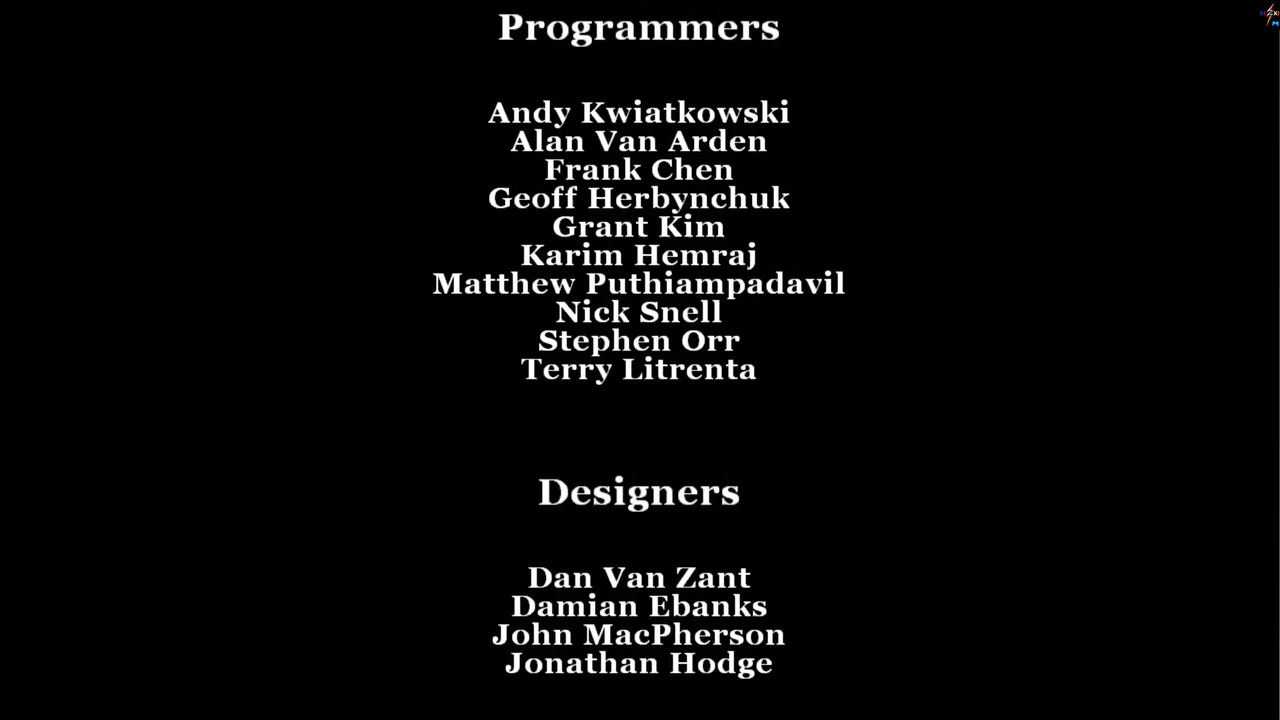 Programmers
Andy Kwiatkowski
Alan Van Arden
Frank Chen
Geoff Herbynchuk
Grant Kim
Karim Hemraj
Matthew Puthiampadavil
Nick Snell
Stephen Orr
Terry Litrenta
Designers
Dan Van Zant
Damian Ebanks
John MacPherson
Jonathan Hodge